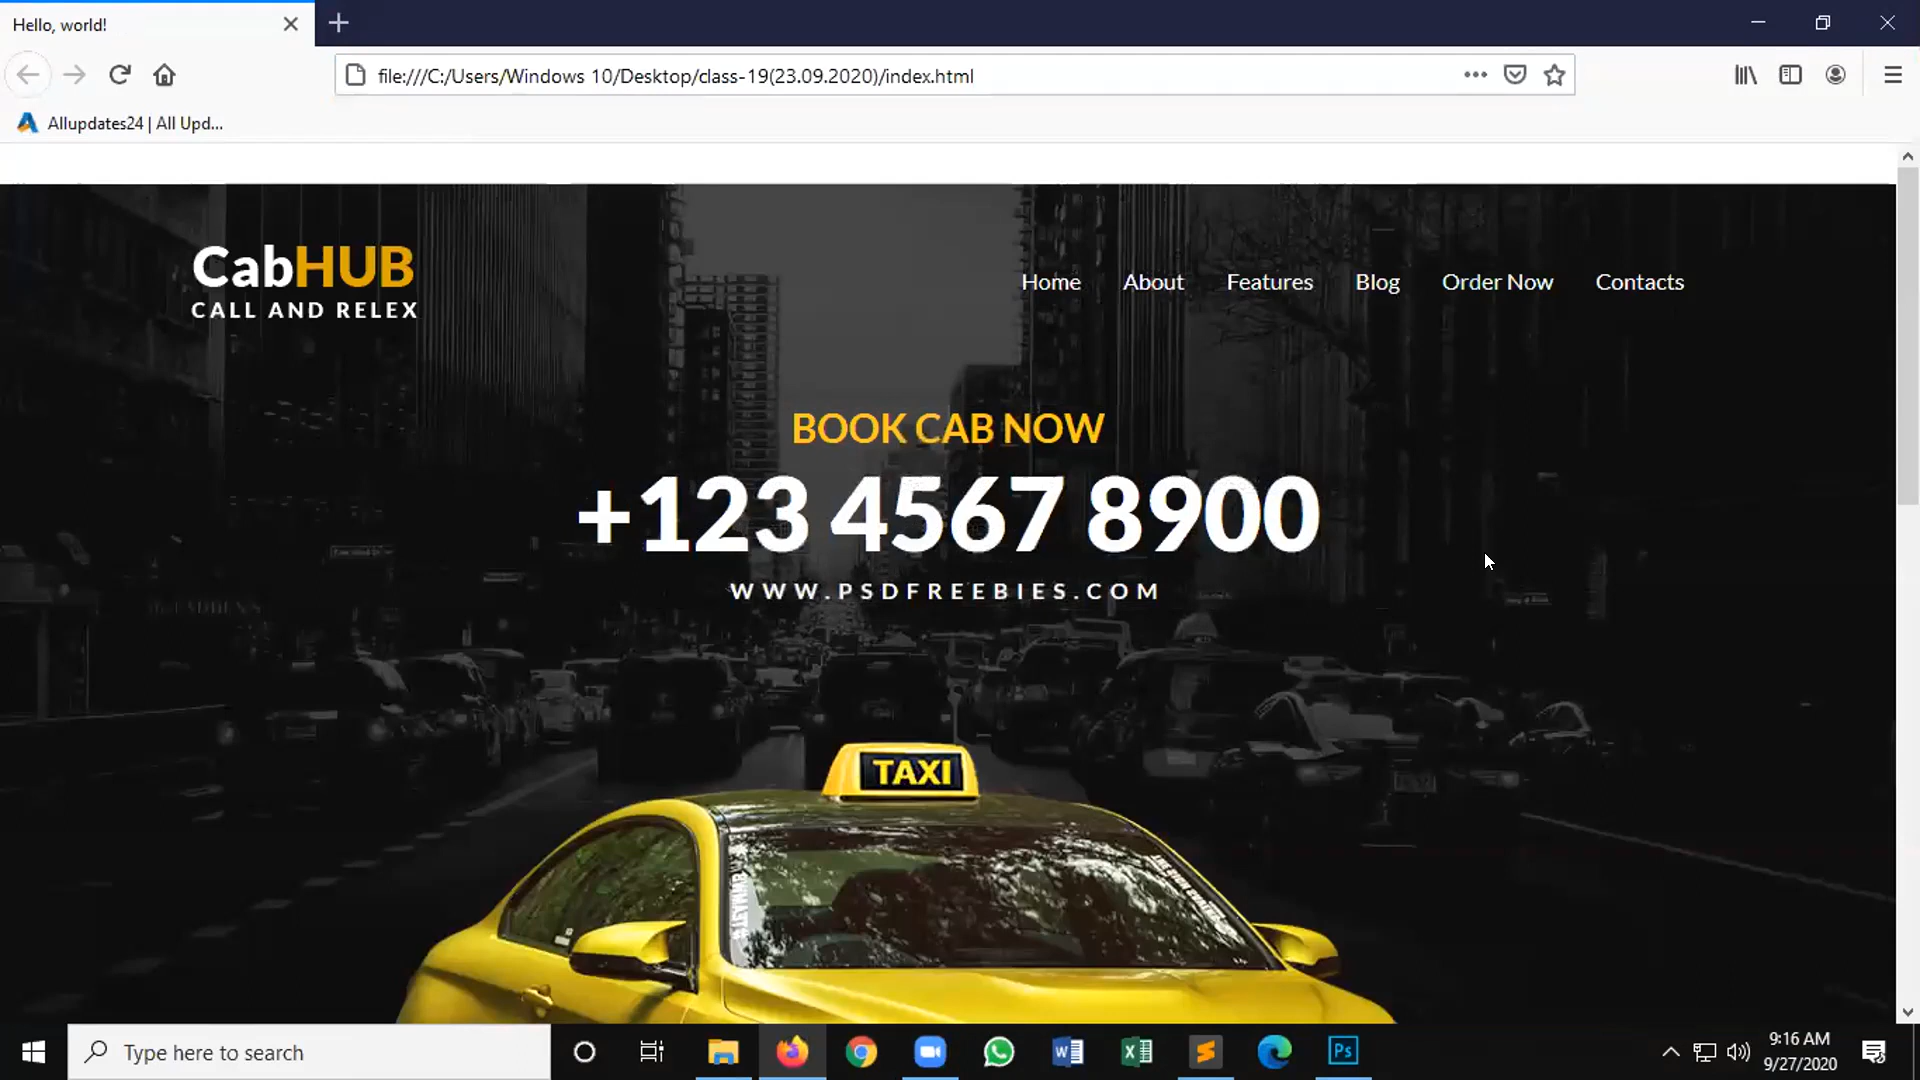 Hello, world!
file:///C:/Users/Windows 10/Desktop/class-19(23.09.2020)/index.html
Allupdates24 | All Upd...
CabHUB
CALL AND RELEX
Home About Features Blog Order Now Contacts
BOOK CAB NOW
+123 4567 8900
WWW.PSDFREEBIES.COM
TAXI
Type here to search
9:16 AM
9/27/2020